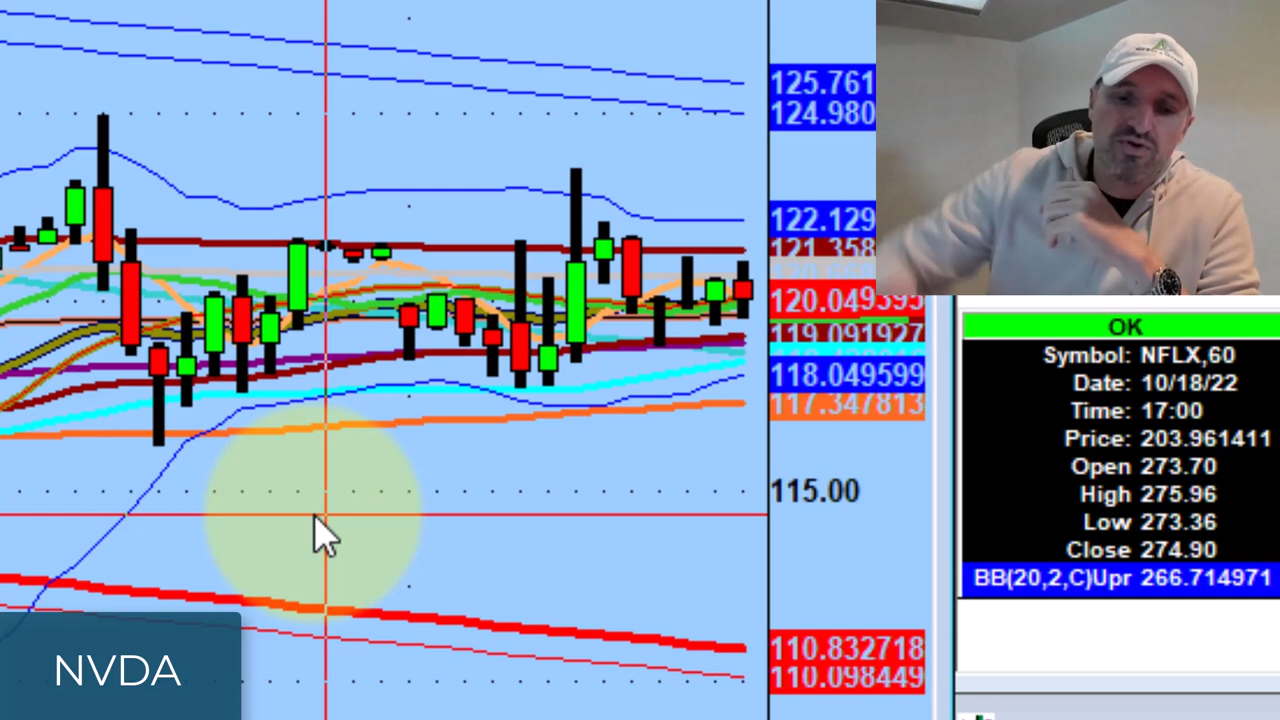 125.761
124.980
122.129
121.358
120.049395
119.091927
118.049599
117.347813
115.00
110.832718
110.098449
OK
Symbol: NFLX,60
Date: 10/18/22
Time: 17:00
Price: 203.961411
Open 273.70
High 275.96
Low 273.36
Close 274.90
BB(20,2,C)Upr 266.714971
NVDA